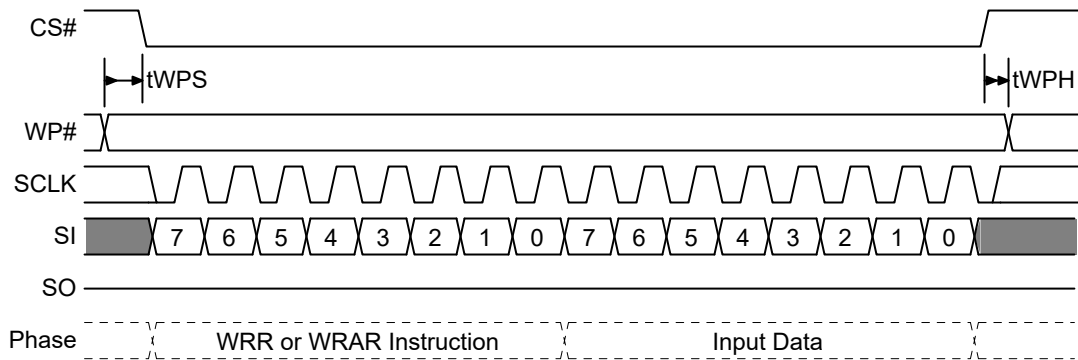 CS#
tWPS tWPH
WP#
SCLK
SI 7 6 5 4 3 2 1 0 7 6 5 4 3 2 1 0
SO
Phase WRR or WRAR Instruction Input Data